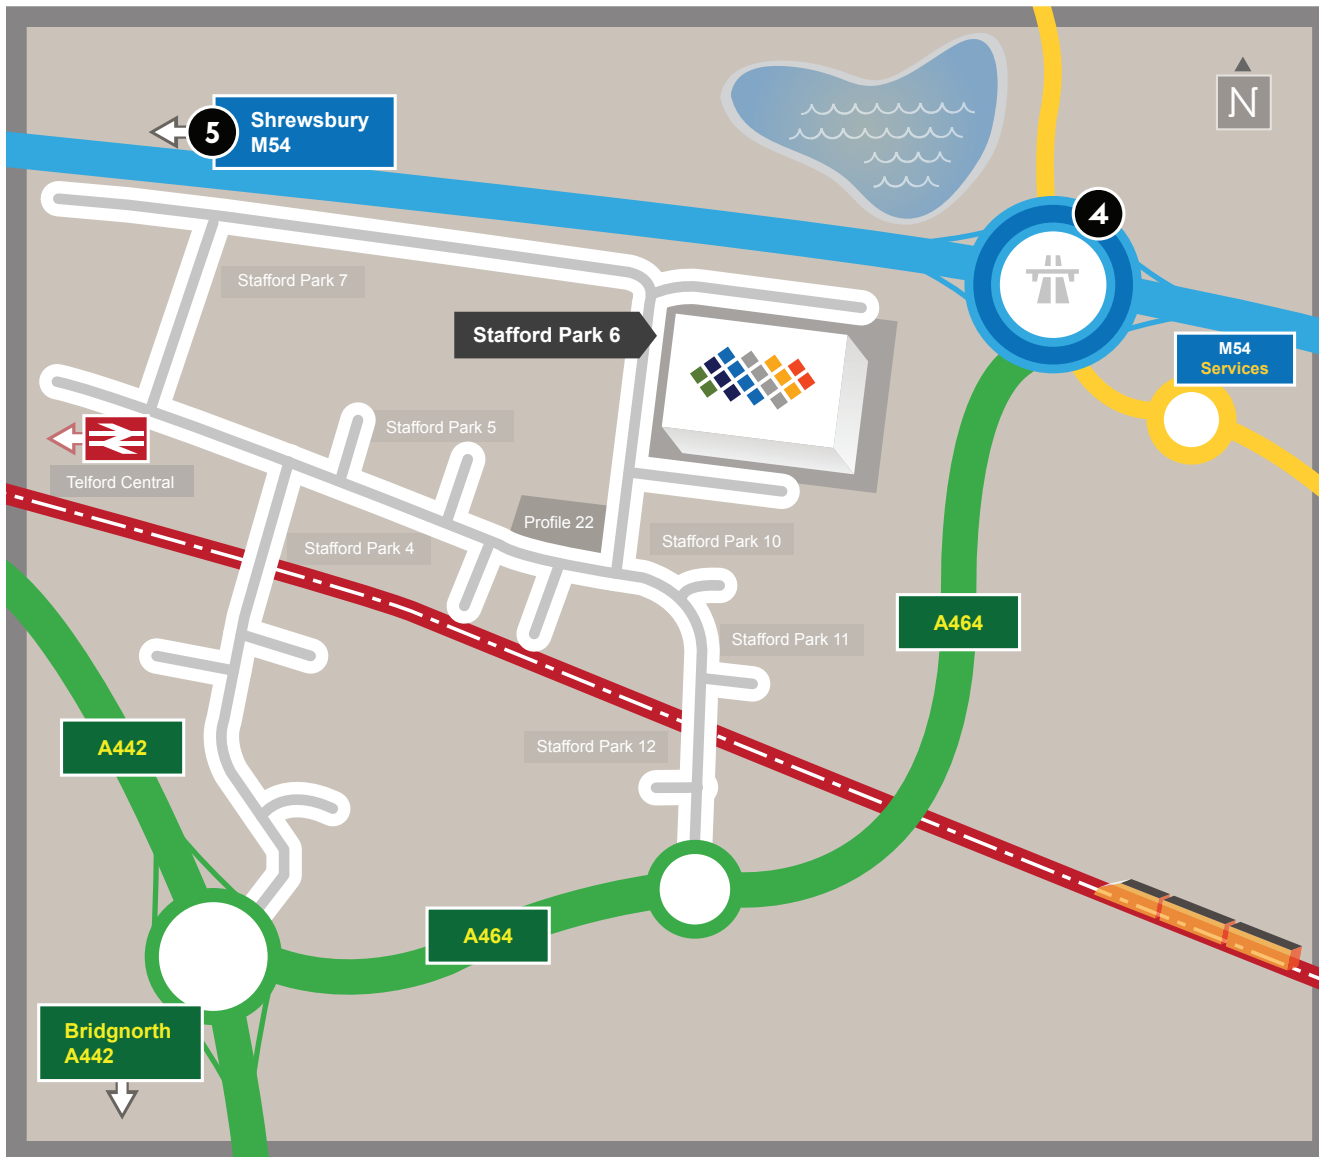 N
5
Shrewsbury
M54
4
Stafford Park 7
Stafford Park 6
M54
Services
Stafford Park 5
Telford Central
Profile 22
Stafford Park 4
Stafford Park 10
A464
Stafford Park 11
A442
Stafford Park 12
A464
Bridgnorth
A442